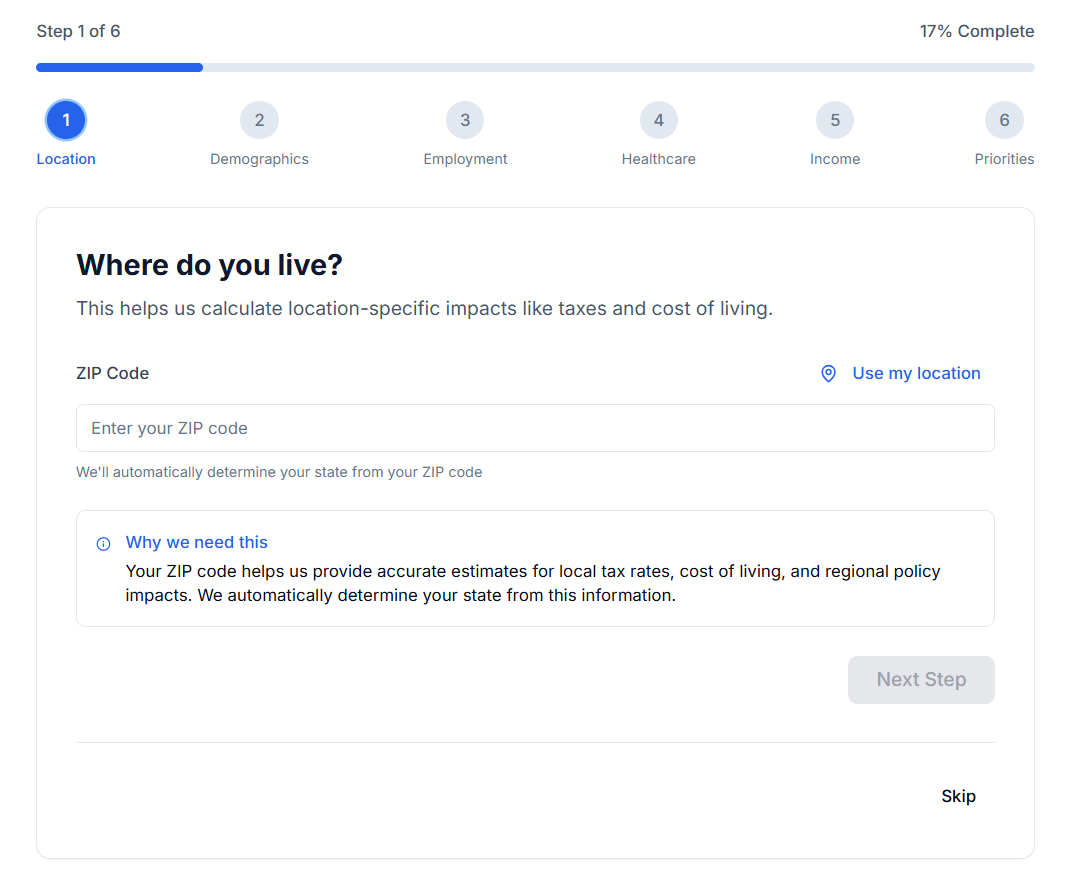 Step 1 of 6
17% Complete
1
2
3
4
5
6
Location
Demographics
Employment
Healthcare
Income
Priorities
Where do you live?
This helps us calculate location-specific impacts like taxes and cost of living.
ZIP Code
Use my location
Enter your ZIP code
We'll automatically determine your state from your ZIP code
Why we need this
Your ZIP code helps us provide accurate estimates for local tax rates, cost of living, and regional policy
impacts. We automatically determine your state from this information.
Next Step
Skip